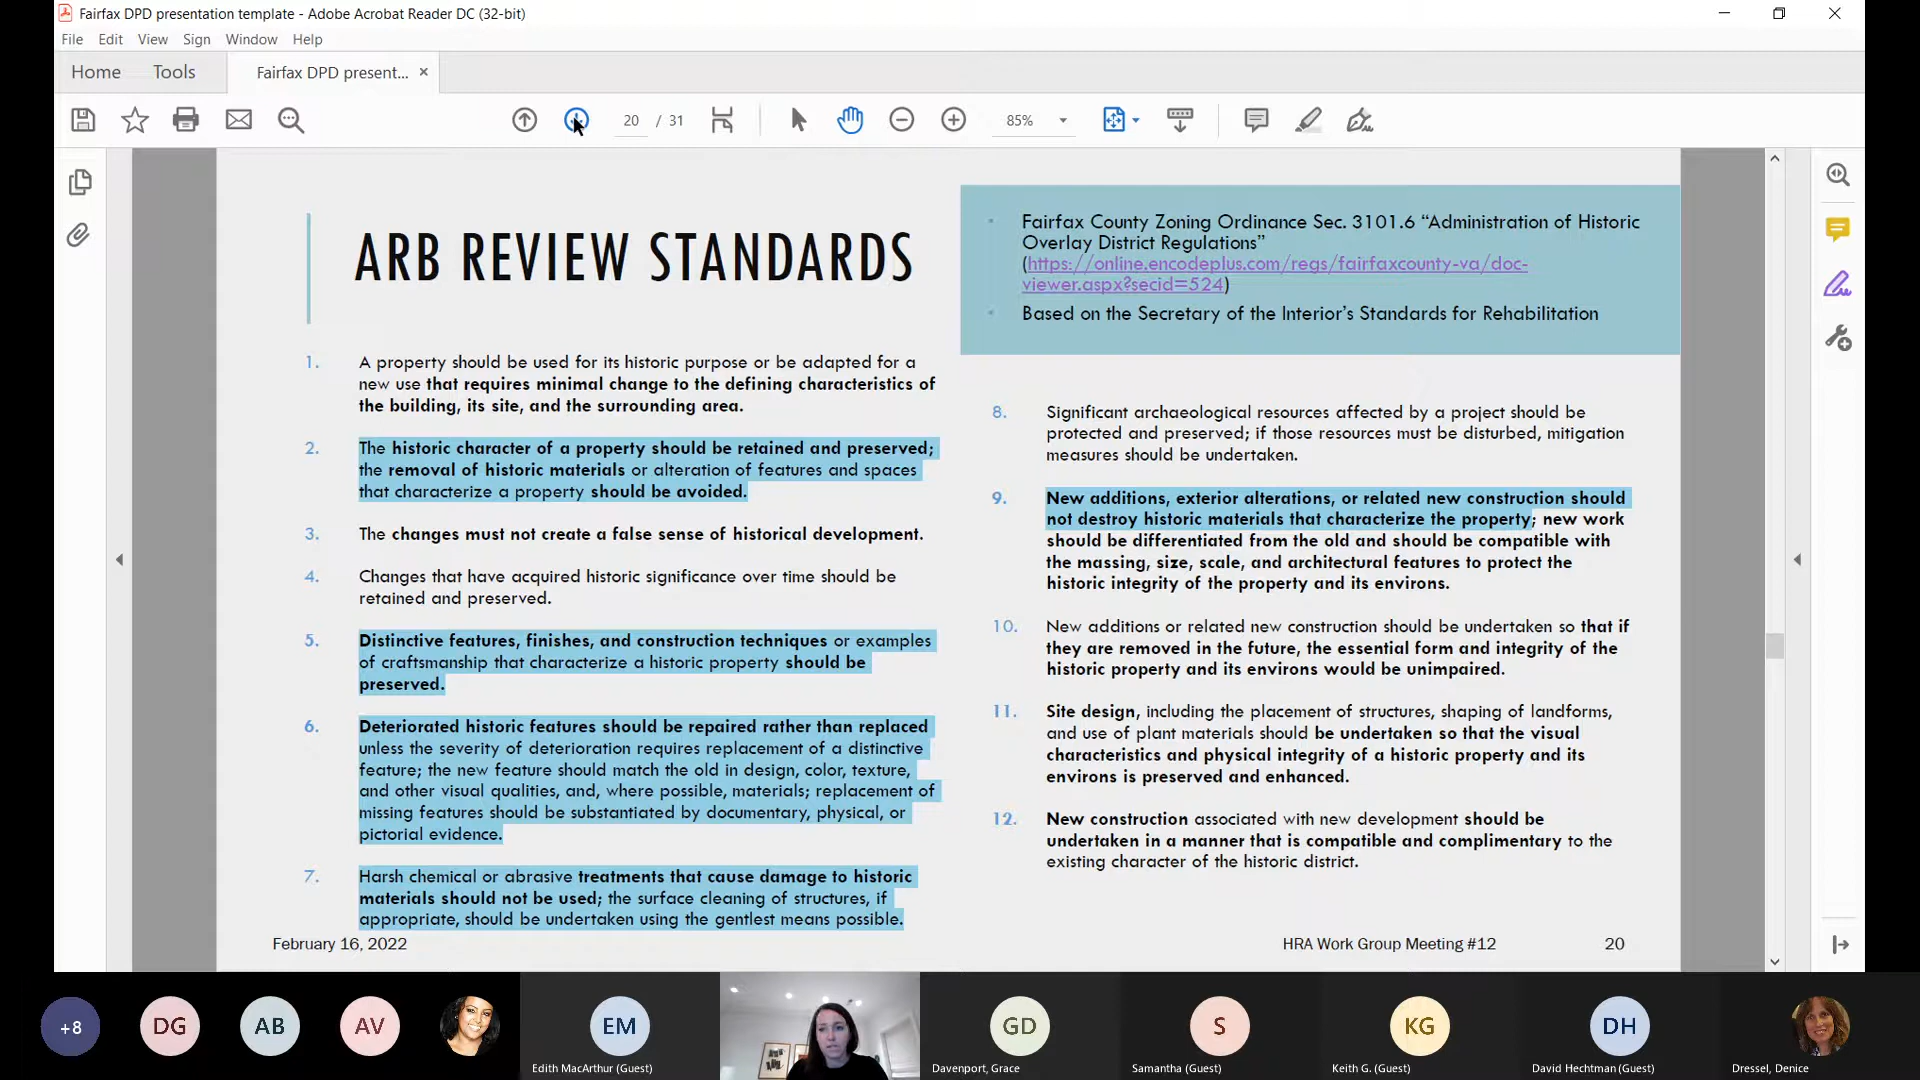 Fairfax DPD presentation template - Adobe Acrobat Reader DC (32-bit)
File Edit View Sign Window Help
Home Tools Fairfax DPD present... ×
20 / 31 85%
ARB REVIEW STANDARDS
Fairfax County Zoning Ordinance Sec. 3101.6 “Administration of Historic
Overlay District Regulations”
(https://online.encodeplus.com/regs/fairfaxcounty-va/doc-
viewer.aspx?secid=524)
Based on the Secretary of the Interior’s Standards for Rehabilitation
1. A property should be used for its historic purpose or be adapted for a
new use that requires minimal change to the defining characteristics of
the building, its site, and the surrounding area.
2. The historic character of a property should be retained and preserved;
the removal of historic materials or alteration of features and spaces
that characterize a property should be avoided.
3. The changes must not create a false sense of historical development.
4. Changes that have acquired historic significance over time should be
retained and preserved.
5. Distinctive features, finishes, and construction techniques or examples
of craftsmanship that characterize a historic property should be
preserved.
6. Deteriorated historic features should be repaired rather than replaced
unless the severity of deterioration requires replacement of a distinctive
feature; the new feature should match the old in design, color, texture,
and other visual qualities, and, where possible, materials; replacement of
missing features should be substantiated by documentary, physical, or
pictorial evidence.
7. Harsh chemical or abrasive treatments that cause damage to historic
materials should not be used; the surface cleaning of structures, if
appropriate, should be undertaken using the gentlest means possible.
8. Significant archaeological resources affected by a project should be
protected and preserved; if those resources must be disturbed, mitigation
measures should be undertaken.
9. New additions, exterior alterations, or related new construction should
not destroy historic materials that characterize the property; new work
should be differentiated from the old and should be compatible with
the massing, size, scale, and architectural features to protect the
historic integrity of the property and its environs.
10. New additions or related new construction should be undertaken so that if
they are removed in the future, the essential form and integrity of the
historic property and its environs would be unimpaired.
11. Site design, including the placement of structures, shaping of landforms,
and use of plant materials should be undertaken so that the visual
characteristics and physical integrity of a historic property and its
environs is preserved and enhanced.
12. New construction associated with new development should be
undertaken in a manner that is compatible and complimentary to the
existing character of the historic district.
February 16, 2022 HRA Work Group Meeting #12 20
+8 DG AB AV EM GD S KG DH
Edith MacArthur (Guest) Davenport, Grace Samantha (Guest) Keith G. (Guest) David Hechtman (Guest) Dressel, Denice